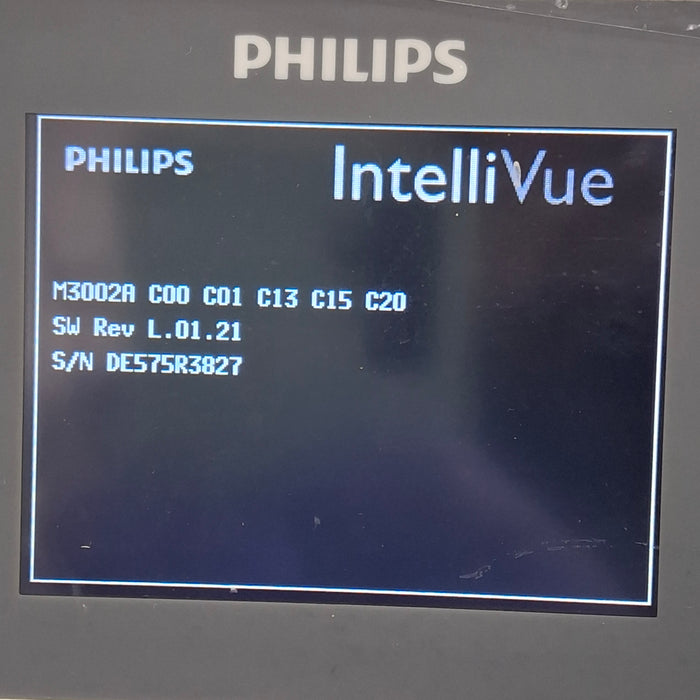 PHILIPS
PHILIPS
IntelliVue
M3002A C00 C01 C13 C15 C20
SW Rev L.01.21
S/N DE575R3827